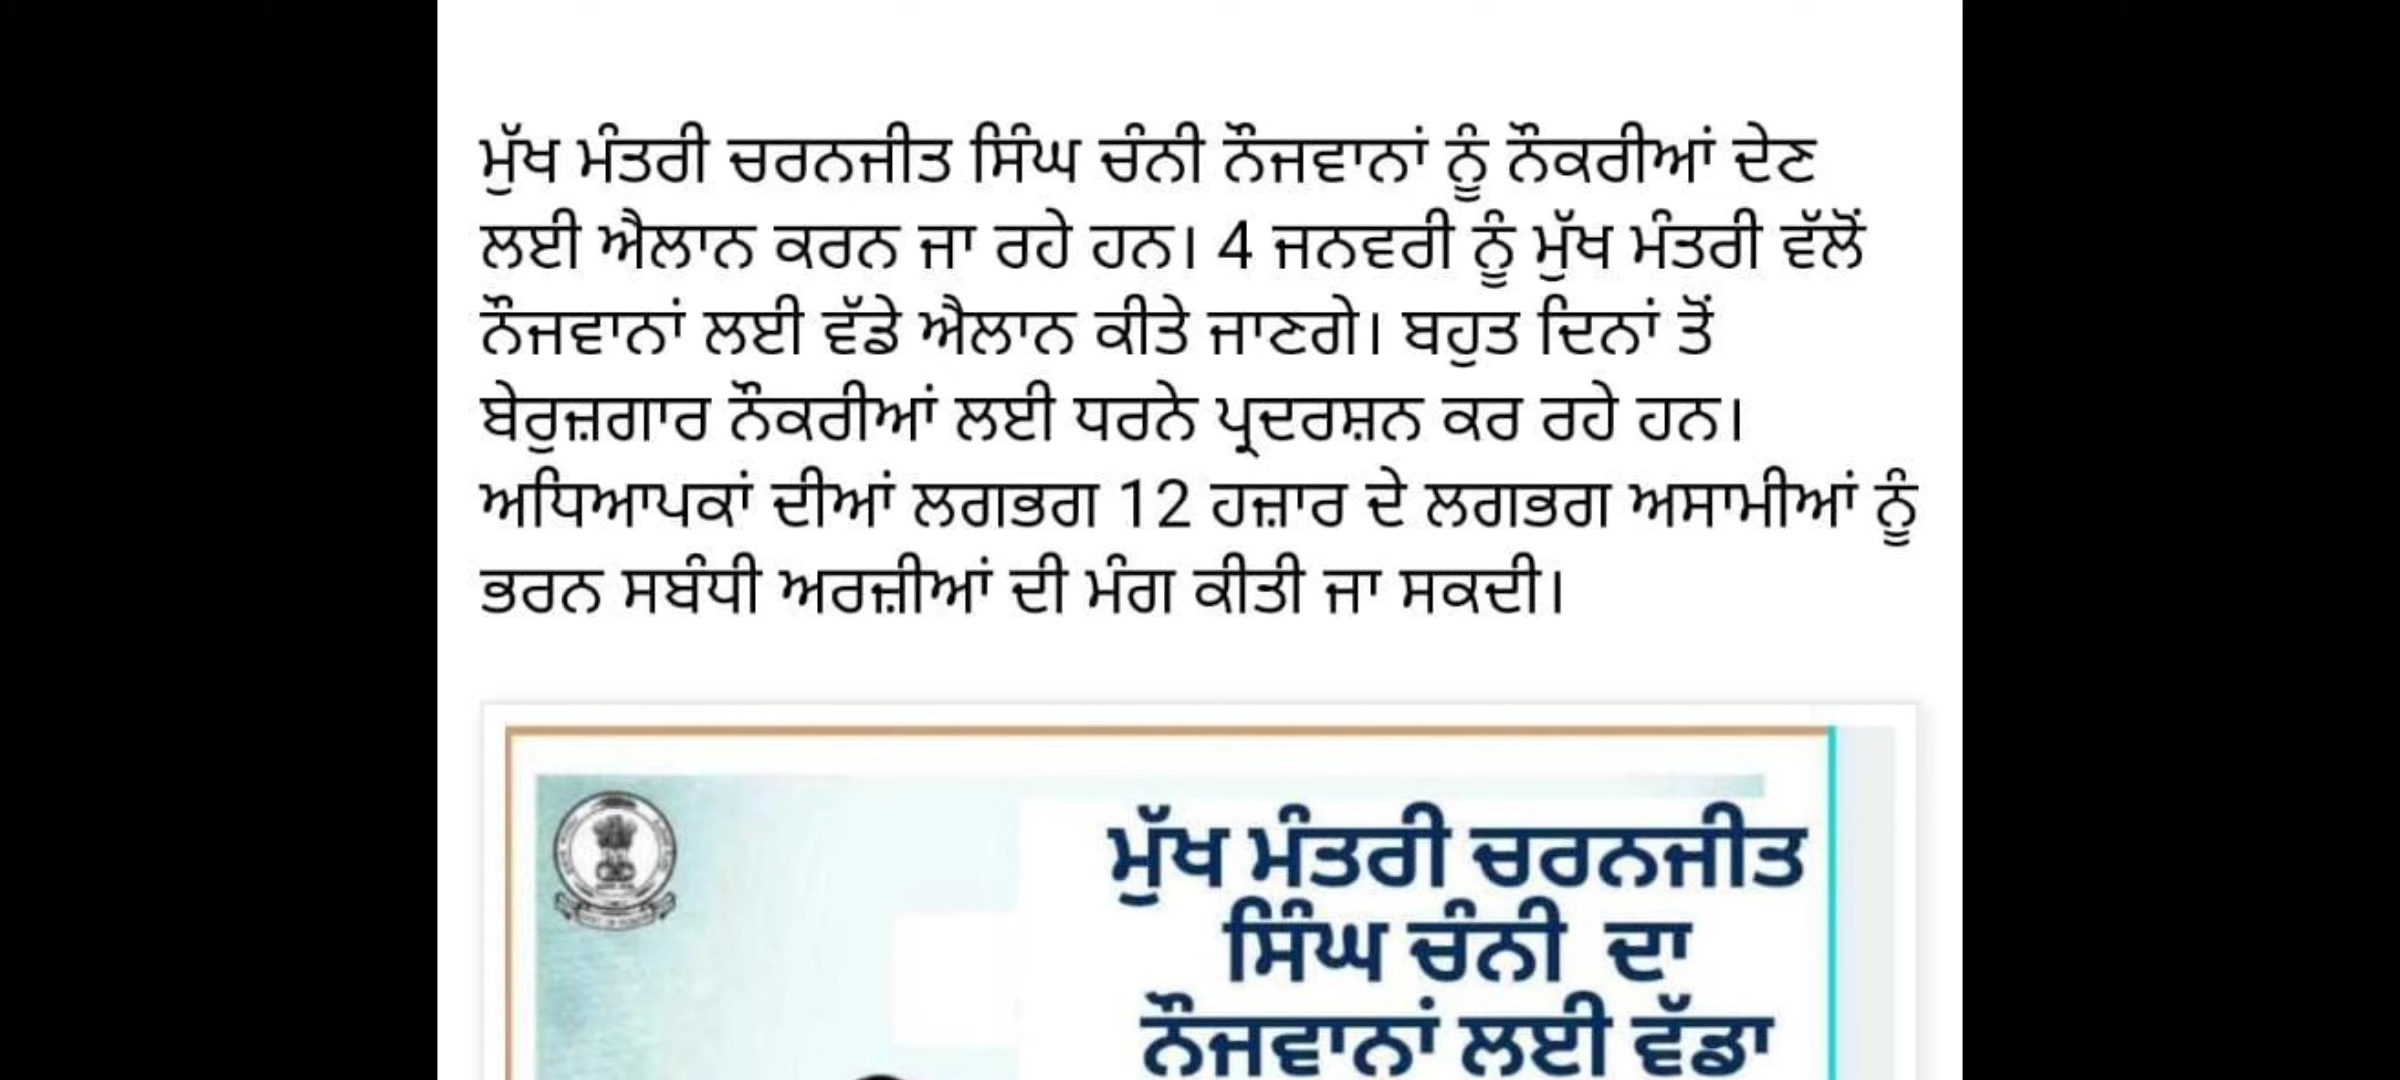 ਮੁੱਖ ਮੰਤਰੀ ਚਰਨਜੀਤ ਸਿੰਘ ਚੰਨੀ ਨੌਜਵਾਨਾਂ ਨੂੰ ਨੌਕਰੀਆਂ ਦੇਣ
ਲਈ ਐਲਾਨ ਕਰਨ ਜਾ ਰਹੇ ਹਨ। 4 ਜਨਵਰੀ ਨੂੰ ਮੁੱਖ ਮੰਤਰੀ ਵੱਲੋਂ
ਨੌਜਵਾਨਾਂ ਲਈ ਵੱਡੇ ਐਲਾਨ ਕੀਤੇ ਜਾਣਗੇ। ਬਹੁਤ ਦਿਨਾਂ ਤੋਂ
ਬੇਰੁਜ਼ਗਾਰ ਨੌਕਰੀਆਂ ਲਈ ਧਰਨੇ ਪ੍ਰਦਰਸ਼ਨ ਕਰ ਰਹੇ ਹਨ।
ਅਧਿਆਪਕਾਂ ਦੀਆਂ ਲਗਭਗ 12 ਹਜ਼ਾਰ ਦੇ ਲਗਭਗ ਅਸਾਮੀਆਂ ਨੂੰ
ਭਰਨ ਸਬੰਧੀ ਅਰਜ਼ੀਆਂ ਦੀ ਮੰਗ ਕੀਤੀ ਜਾ ਸਕਦੀ।
ਮੁੱਖ ਮੰਤਰੀ ਚਰਨਜੀਤ
ਸਿੰਘ ਚੰਨੀ ਦਾ
ਨੌਜਵਾਨਾਂ ਲਈ ਵੱਡਾ